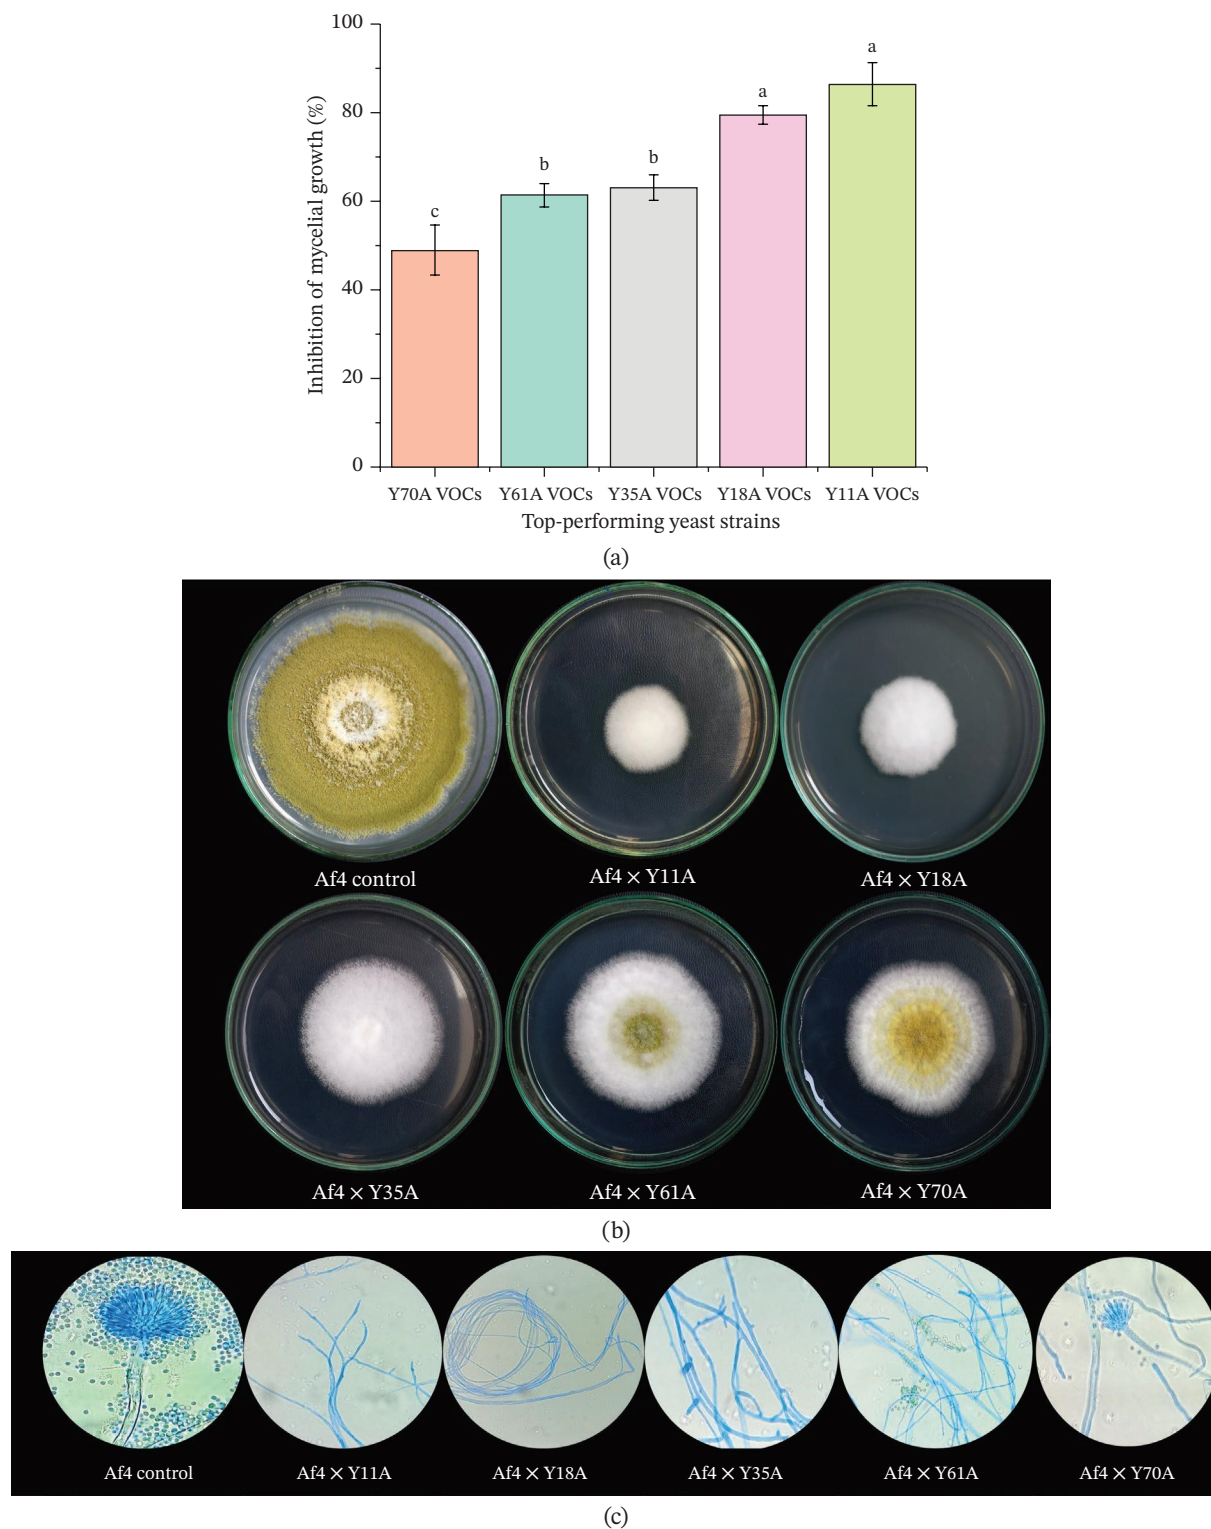 100
80
60
40
20
0
Inhibition of mycelial growth (%)
c
b
b
a
a
Y70A VOCs
Y61A VOCs
Y35A VOCs
Y18A VOCs
Y11A VOCs
Top-performing yeast strains
(a)
Af4 control
Af4 × Y11A
Af4 × Y18A
Af4 × Y35A
Af4 × Y61A
Af4 × Y70A
(b)
Af4 control
Af4 × Y11A
Af4 × Y18A
Af4 × Y35A
Af4 × Y61A
Af4 × Y70A
(c)